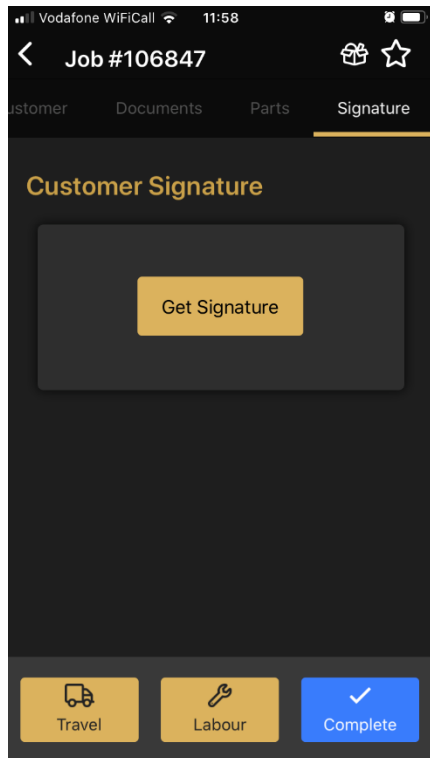 Vodafone WiFiCall 11:58
Job #106847
ustomer Documents Parts Signature
Customer Signature
Get Signature
Travel Labour Complete